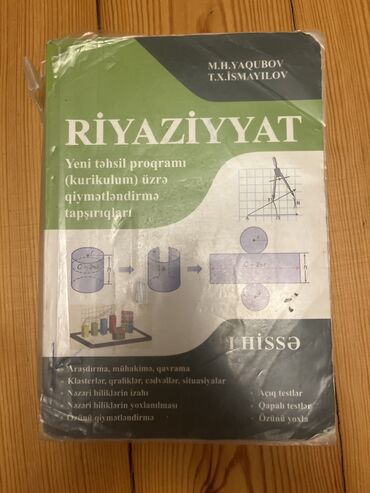 M.H.YAQUBOV
T.X.İSMAYILOV
RİYAZİYYAT
Yeni təhsil proqramı
(kurikulum) üzrə
qiymətləndirmə
tapşırıqları
I HİSSƏ
Araşdırma, mühakimə, qavrama
Klasterlər, qrafiklər, cədvəllər, situasiyalar
Nəzəri biliklərin izahı
Nəzəri biliklərin yoxlanılması
Özünü qiymətləndirmə
Açıq testlər
Qapalı testlər
Özünü yoxla